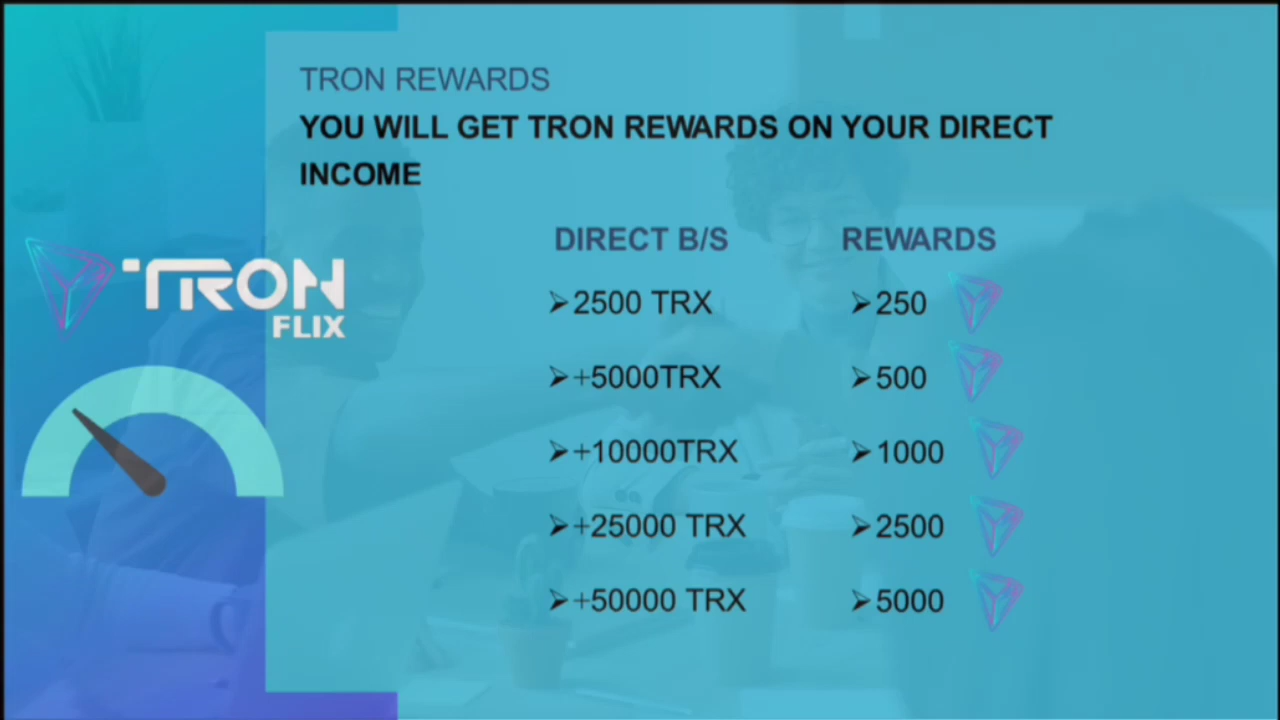 TRON REWARDS
YOU WILL GET TRON REWARDS ON YOUR DIRECT
INCOME
DIRECT B/S REWARDS
➢2500 TRX ➢250
➢+5000TRX ➢500
TRON
FLIX
➢+10000TRX ➢1000
➢+25000 TRX ➢2500
➢+50000 TRX ➢5000